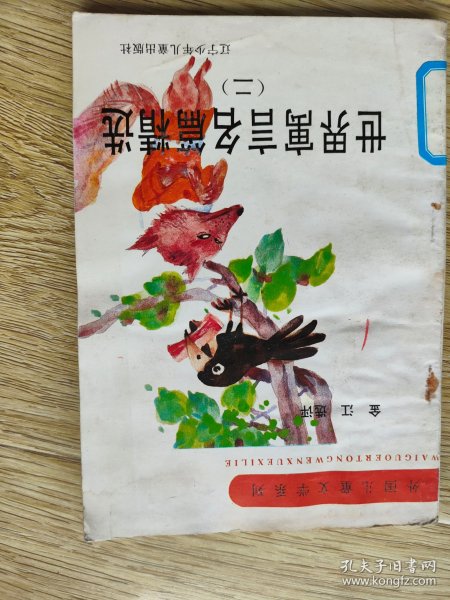 外国儿童文学系列
WAIGUOERTONGWENXUEXILIE
金江 选评
世界寓言名篇精选
（二）
辽宁少年儿童出版社
孔夫子旧书网
www.kongfz.com